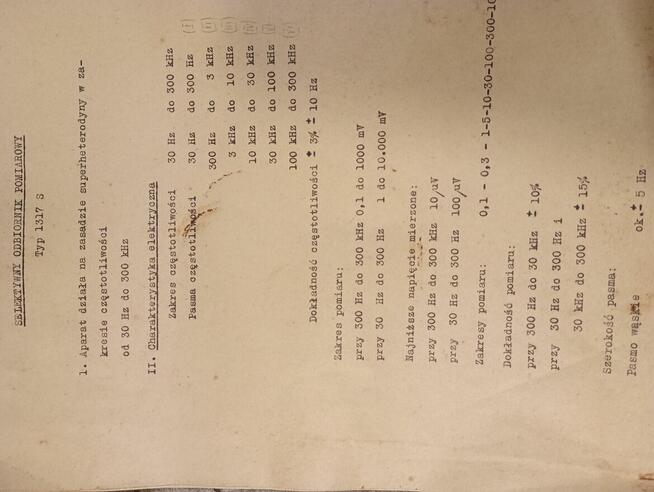 SELEKTYWNY ODBIORNIK POMIAROWY
Typ 1317 S
1. Aparat działa na zasadzie superheterodyny w za-
kresie częstotliwości
od 30 Hz do 300 kHz
II. Charakterystyka elektryczna
Zakres częstotliwości 30 Hz do 300 kHz
Pasma częstotliwości 30 Hz do 300 Hz
300 Hz do 3 kHz
3 kHz do 10 kHz
10 kHz do 30 kHz
30 kHz do 100 kHz
100 kHz do 300 kHz
Dokładność częstotliwości ± 3% ± 10 Hz
Zakres pomiaru:
przy 300 Hz do 300 kHz 0,1 do 1000 mV
przy 30 Hz do 300 Hz 1 do 10.000 mV
Najniższe napięcie mierzone:
przy 300 Hz do 300 kHz 10/uV
przy 30 Hz do 300 Hz 100/uV
Zakresy pomiaru: 0,1 - 0,3 - 1-5-10-30-100-300-10
Dokładność pomiaru:
przy 300 Hz do 30 kHz ± 10%
przy 30 Hz do 300 Hz i
30 kHz do 300 kHz ± 15%
Szerokość pasma:
Pasmo wąskie ok.± 5 Hz